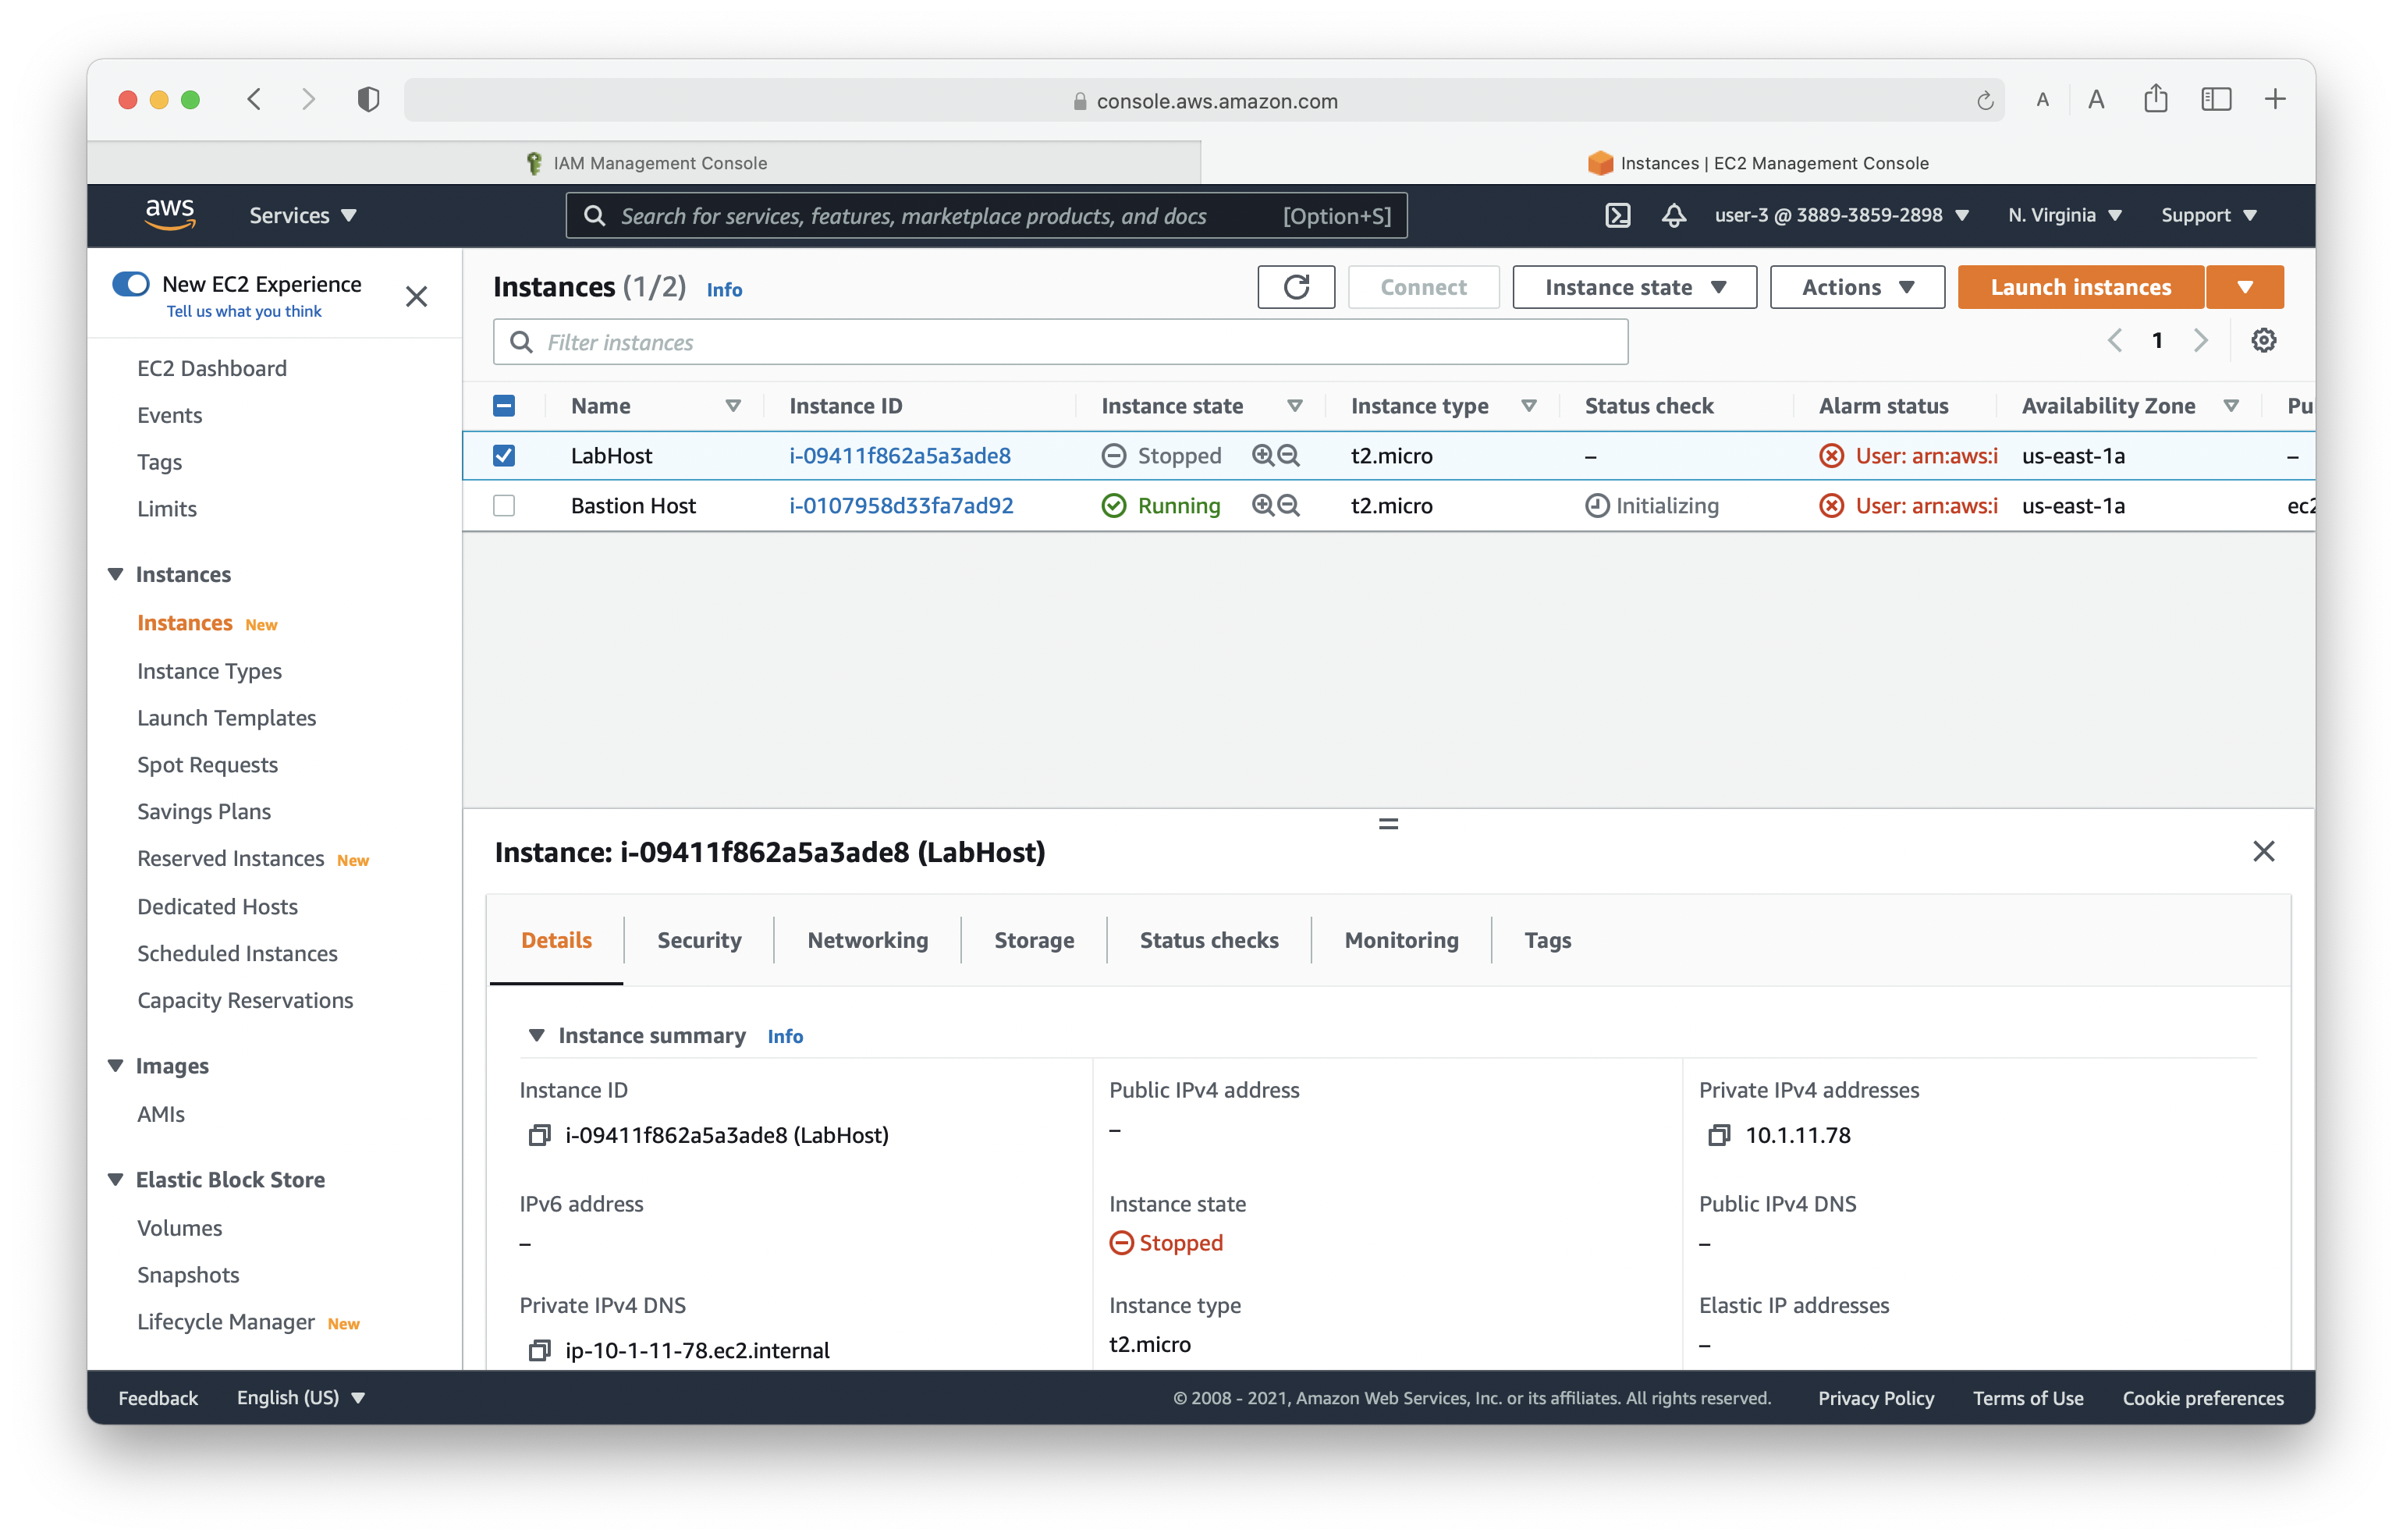 console.aws.amazon.com
A A
IAM Management Console
Instances | EC2 Management Console
aws
Services
Search for services, features, marketplace products, and docs [Option+S]
user-3 @ 3889-3859-2898
N. Virginia
Support
New EC2 Experience
Tell us what you think
EC2 Dashboard
Events
Tags
Limits
Instances
Instances New
Instance Types
Launch Templates
Spot Requests
Savings Plans
Reserved Instances New
Dedicated Hosts
Scheduled Instances
Capacity Reservations
Images
AMIs
Elastic Block Store
Volumes
Snapshots
Lifecycle Manager New
Instances (1/2) Info
Connect
Instance state
Actions
Launch instances
Filter instances
1
Name Instance ID Instance state Instance type Status check Alarm status Availability Zone Pu
LabHost i-09411f862a5a3ade8 Stopped t2.micro – User: arn:aws:i us-east-1a –
Bastion Host i-0107958d33fa7ad92 Running t2.micro Initializing User: arn:aws:i us-east-1a ec2
Instance: i-09411f862a5a3ade8 (LabHost)
Details Security Networking Storage Status checks Monitoring Tags
Instance summary Info
Instance ID
i-09411f862a5a3ade8 (LabHost)
Public IPv4 address
–
Private IPv4 addresses
10.1.11.78
IPv6 address
–
Instance state
Stopped
Public IPv4 DNS
–
Private IPv4 DNS
ip-10-1-11-78.ec2.internal
Instance type
t2.micro
Elastic IP addresses
–
Feedback
English (US)
© 2008 - 2021, Amazon Web Services, Inc. or its affiliates. All rights reserved.
Privacy Policy
Terms of Use
Cookie preferences